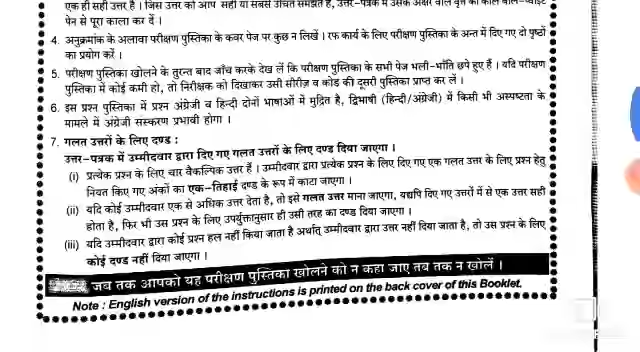 एक ही सही उत्तर है । जिस उत्तर को आप सही या सबसे उचित समझते हैं, उत्तर-पत्रक में उसके अक्षर वाले वृत्त को काले बॉल-प्वाइंट
पेन से पूरा काला कर दें ।
4. अनुक्रमांक के अलावा परीक्षण पुस्तिका के कवर पेज पर कुछ न लिखें । रफ कार्य के लिए परीक्षण पुस्तिका के अन्त में दिए गए दो पृष्ठों
का प्रयोग करें ।
5. परीक्षण पुस्तिका खोलने के तुरन्त बाद जाँच करके देख लें कि परीक्षण पुस्तिका के सभी पेज भली-भाँति छपे हुए हैं । यदि परीक्षण
पुस्तिका में कोई कमी हो, तो निरीक्षक को दिखाकर उसी सीरीज़ व कोड की दूसरी पुस्तिका प्राप्त कर लें ।
6. इस प्रश्न पुस्तिका में प्रश्न अंग्रेजी व हिन्दी दोनों भाषाओं में मुद्रित है, द्विभाषी (हिन्दी/अंग्रेजी) में किसी भी अस्पष्टता के
मामले में अंग्रेजी संस्करण प्रभावी होगा ।
7. गलत उत्तरों के लिए दण्ड :
उत्तर-पत्रक में उम्मीदवार द्वारा दिए गए गलत उत्तरों के लिए दण्ड दिया जाएगा ।
(i) प्रत्येक प्रश्न के लिए चार वैकल्पिक उत्तर हैं । उम्मीदवार द्वारा प्रत्येक प्रश्न के लिए दिए गए एक गलत उत्तर के लिए प्रश्न हेतु
नियत किए गए अंकों का एक-तिहाई दण्ड के रूप में काटा जाएगा ।
(ii) यदि कोई उम्मीदवार एक से अधिक उत्तर देता है, तो इसे गलत उत्तर माना जाएगा, यद्यपि दिए गए उत्तरों में से एक उत्तर सही
होता है, फिर भी उस प्रश्न के लिए उपर्युक्तानुसार ही उसी तरह का दण्ड दिया जाएगा ।
(iii) यदि उम्मीदवार द्वारा कोई प्रश्न हल नहीं किया जाता है अर्थात् उम्मीदवार द्वारा उत्तर नहीं दिया जाता है, तो उस प्रश्न के लिए
कोई दण्ड नहीं दिया जाएगा ।
जब तक आपको यह परीक्षण पुस्तिका खोलने को न कहा जाए तब तक न खोलें ।
Note : English version of the instructions is printed on the back cover of this Booklet.